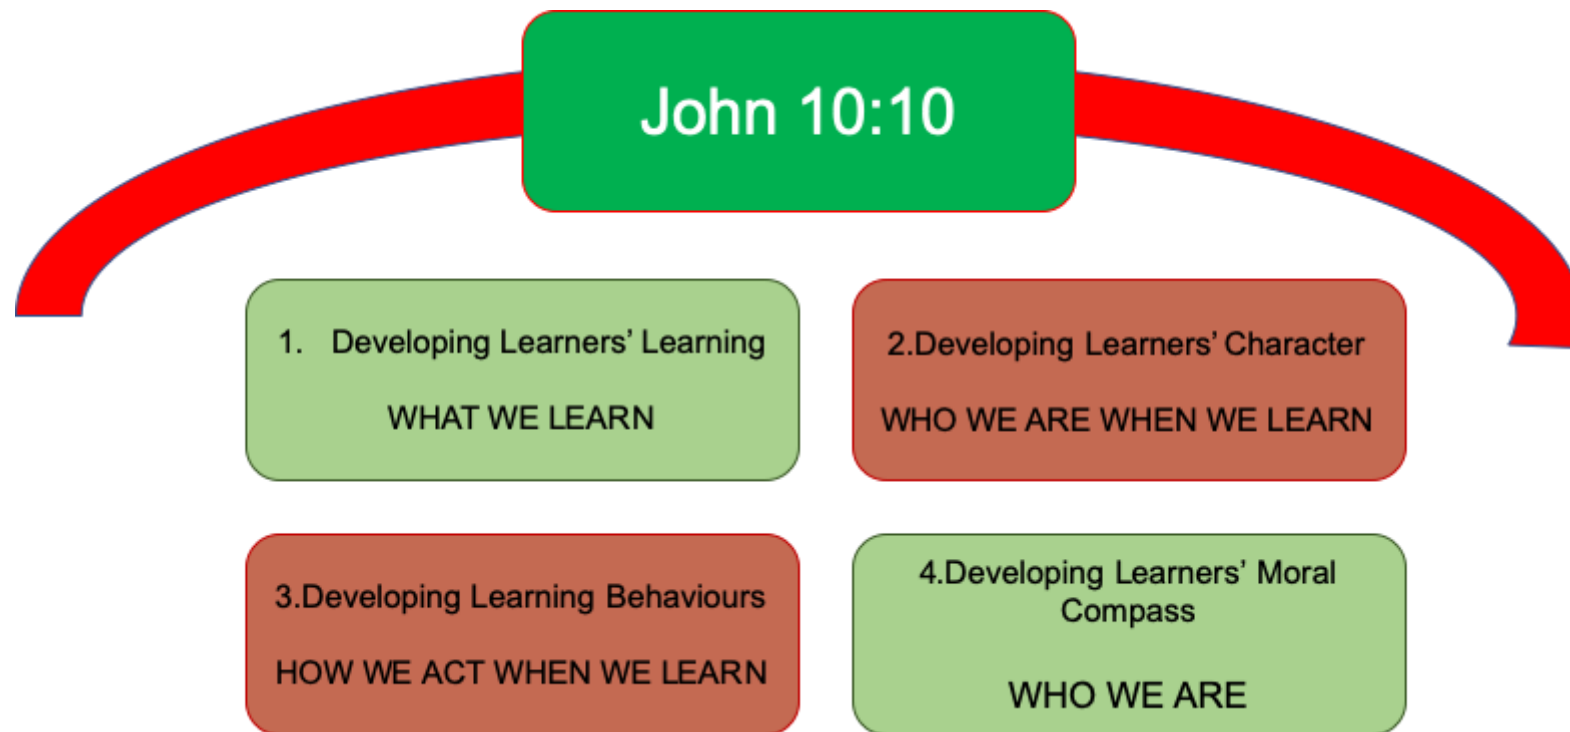 John 10:10
1. Developing Learners’ Learning
WHAT WE LEARN
2.Developing Learners’ Character
WHO WE ARE WHEN WE LEARN
3.Developing Learning Behaviours
HOW WE ACT WHEN WE LEARN
4.Developing Learners’ Moral
Compass
WHO WE ARE